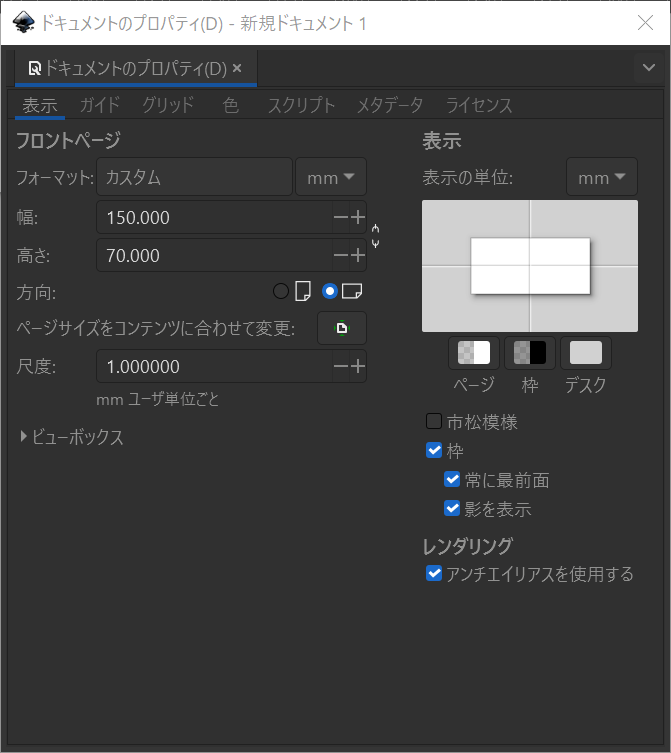 ドキュメントのプロパティ(D) - 新規ドキュメント 1
ドキュメントのプロパティ(D)
表示 ガイド グリッド 色 スクリプト メタデータ ライセンス
フロントページ
フォーマット: カスタム mm
幅: 150.000
高さ: 70.000
方向:
ページサイズをコンテンツに合わせて変更:
尺度: 1.000000
mm ユーザ単位ごと
ビューボックス
表示
表示の単位: mm
ページ 枠 デスク
市松模様
枠
常に最前面
影を表示
レンダリング
アンチエイリアスを使用する